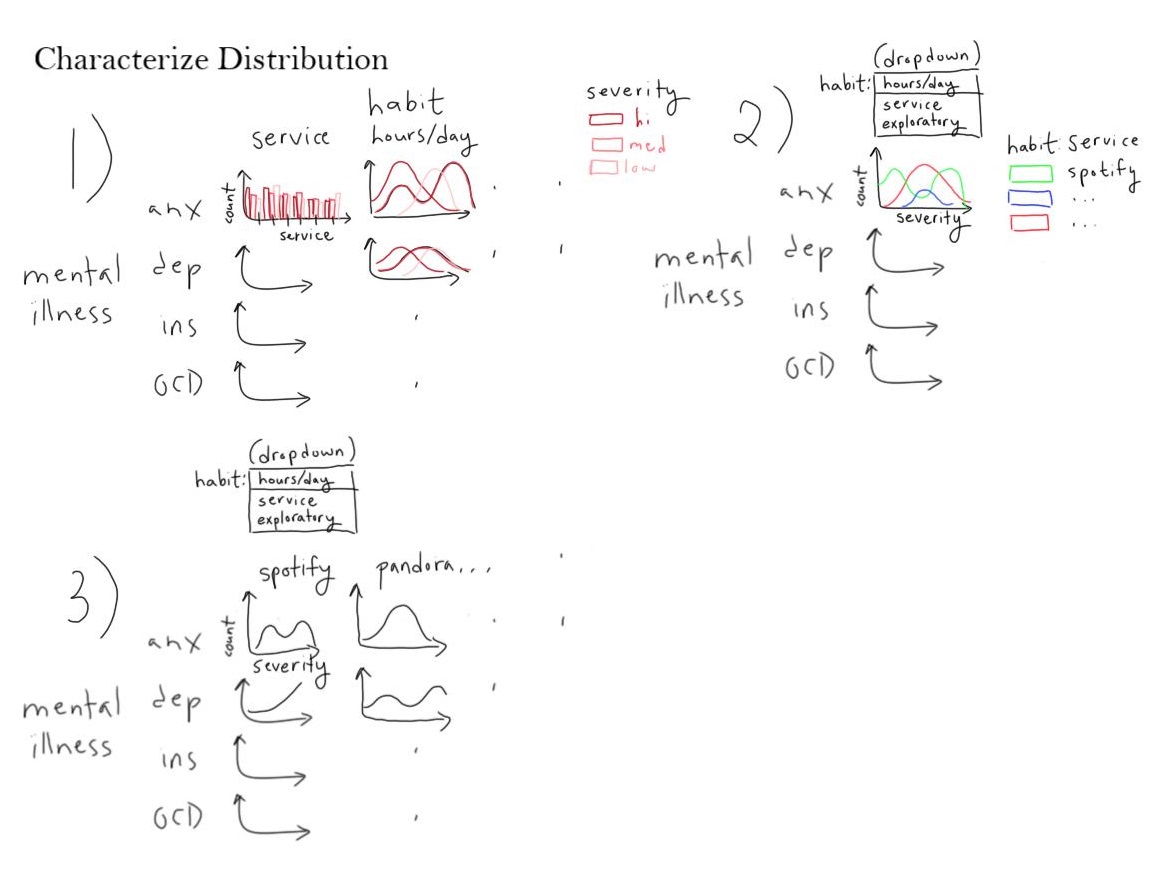 Characterize Distribution
1)
habit
service
hours/day
severity
hi
med
low
count
service
mental
illness
anx
dep
ins
OCD
2)
(dropdown)
habit:
hours/day
service
exploratory
habit: service
spotify
...
...
count
severity
mental
illness
anx
dep
ins
OCD
3)
(dropdown)
habit:
hours/day
service
exploratory
spotify
pandora...
count
severity
mental
illness
anx
dep
ins
OCD